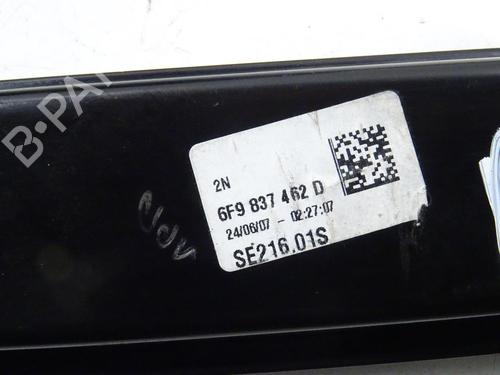 B-PA
2N
6F9 837 462 D
24/06/07 - 02:27:07
SE216.01S